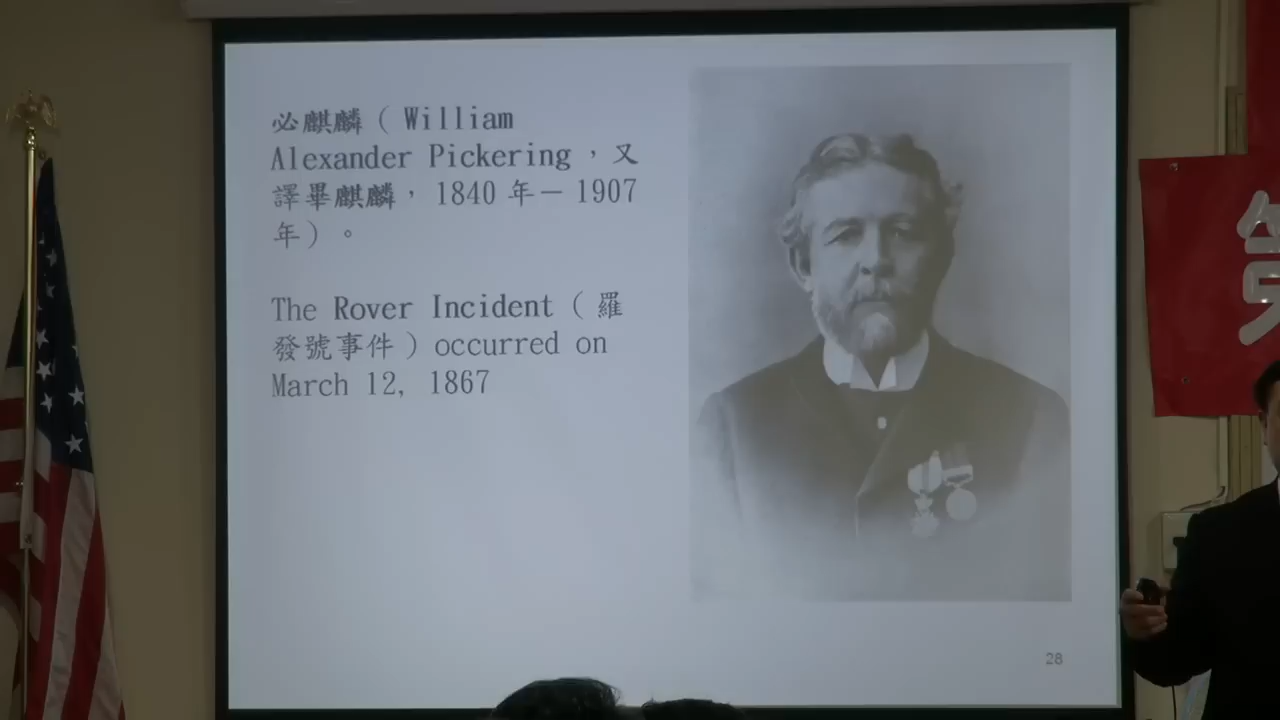 必麒麟（William
Alexander Pickering，又
譯畢麒麟，1840 年－1907
年）。
The Rover Incident（羅
發號事件）occurred on
March 12, 1867
28
第